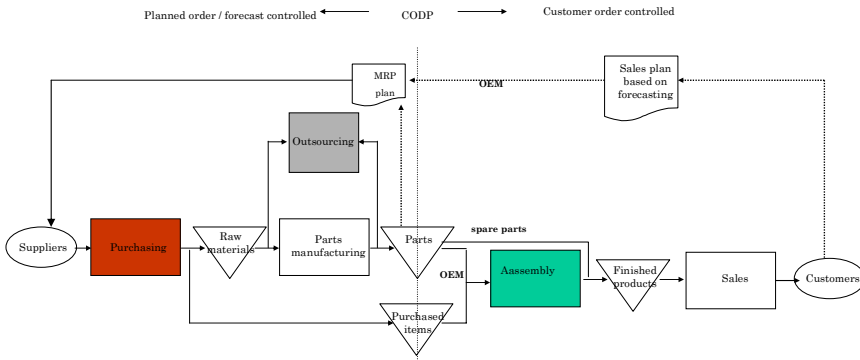 Planned order / forecast controlled
CODP
Customer order controlled
MRP
plan
OEM
Sales plan
based on
forecasting
Outsourcing
Suppliers
Purchasing
Raw
materials
Parts
manufacturing
Parts
spare parts
OEM
Aassembly
Finished
products
Sales
Customers
Purchased
items